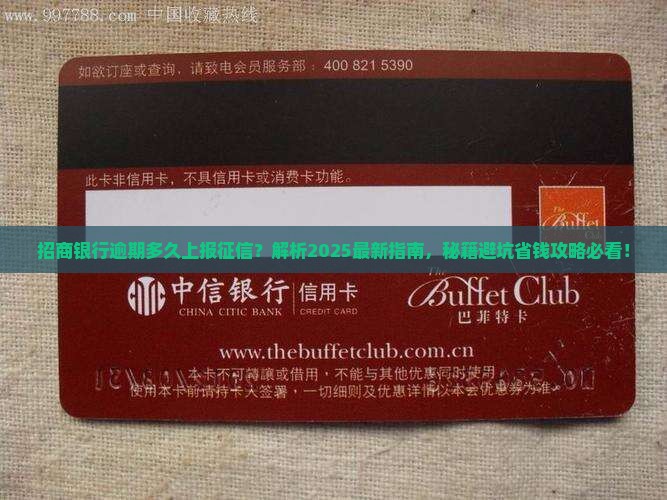 www.997788.com 中国收藏热线
如欲订座或查询，请致电会员服务部：400 821 5390
此卡非信用卡，不具信用卡或消费卡功能。
The
Buffet
招商银行逾期多久上报征信？解析2025最新指南，秘籍避坑省钱攻略必看！
中信银行 信用卡
CHINA CITIC BANK CREDIT CARD
The
Buffet Club
巴菲特卡
www.thebuffetclub.com.cn
本卡不可轉讓或借用，不能与其他优惠同时使用。
使用本卡前请持卡人签署，一切细则及优惠详情以本会优惠券为准。